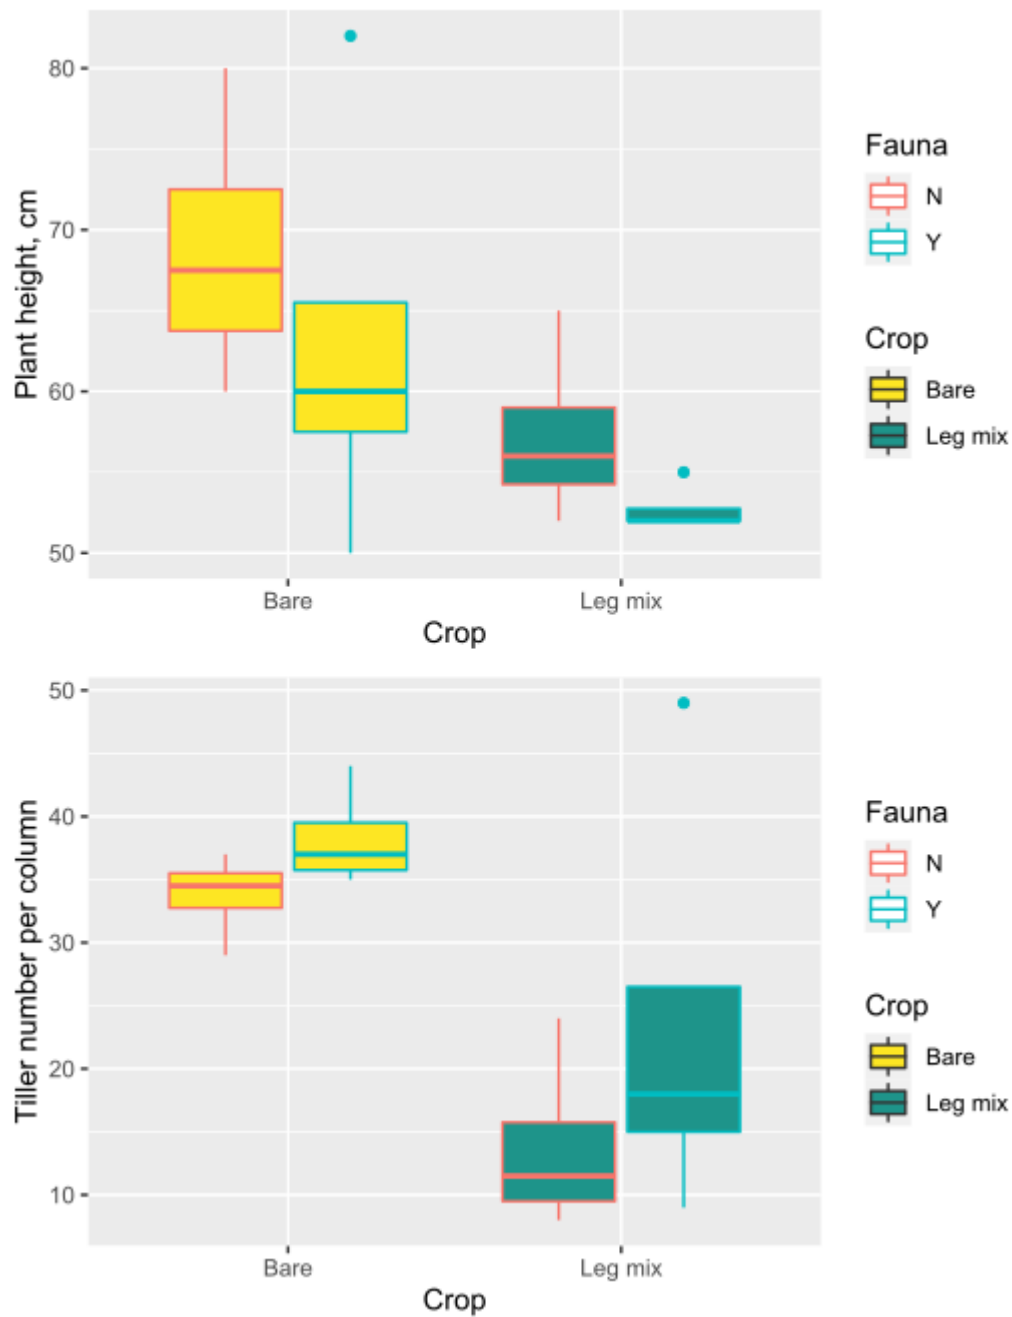 80
70
60
50
Plant height, cm
Bare
Leg mix
Crop
Fauna
N
Y
Crop
Bare
Leg mix
50
40
30
20
10
Tiller number per column
Bare
Leg mix
Crop
Fauna
N
Y
Crop
Bare
Leg mix